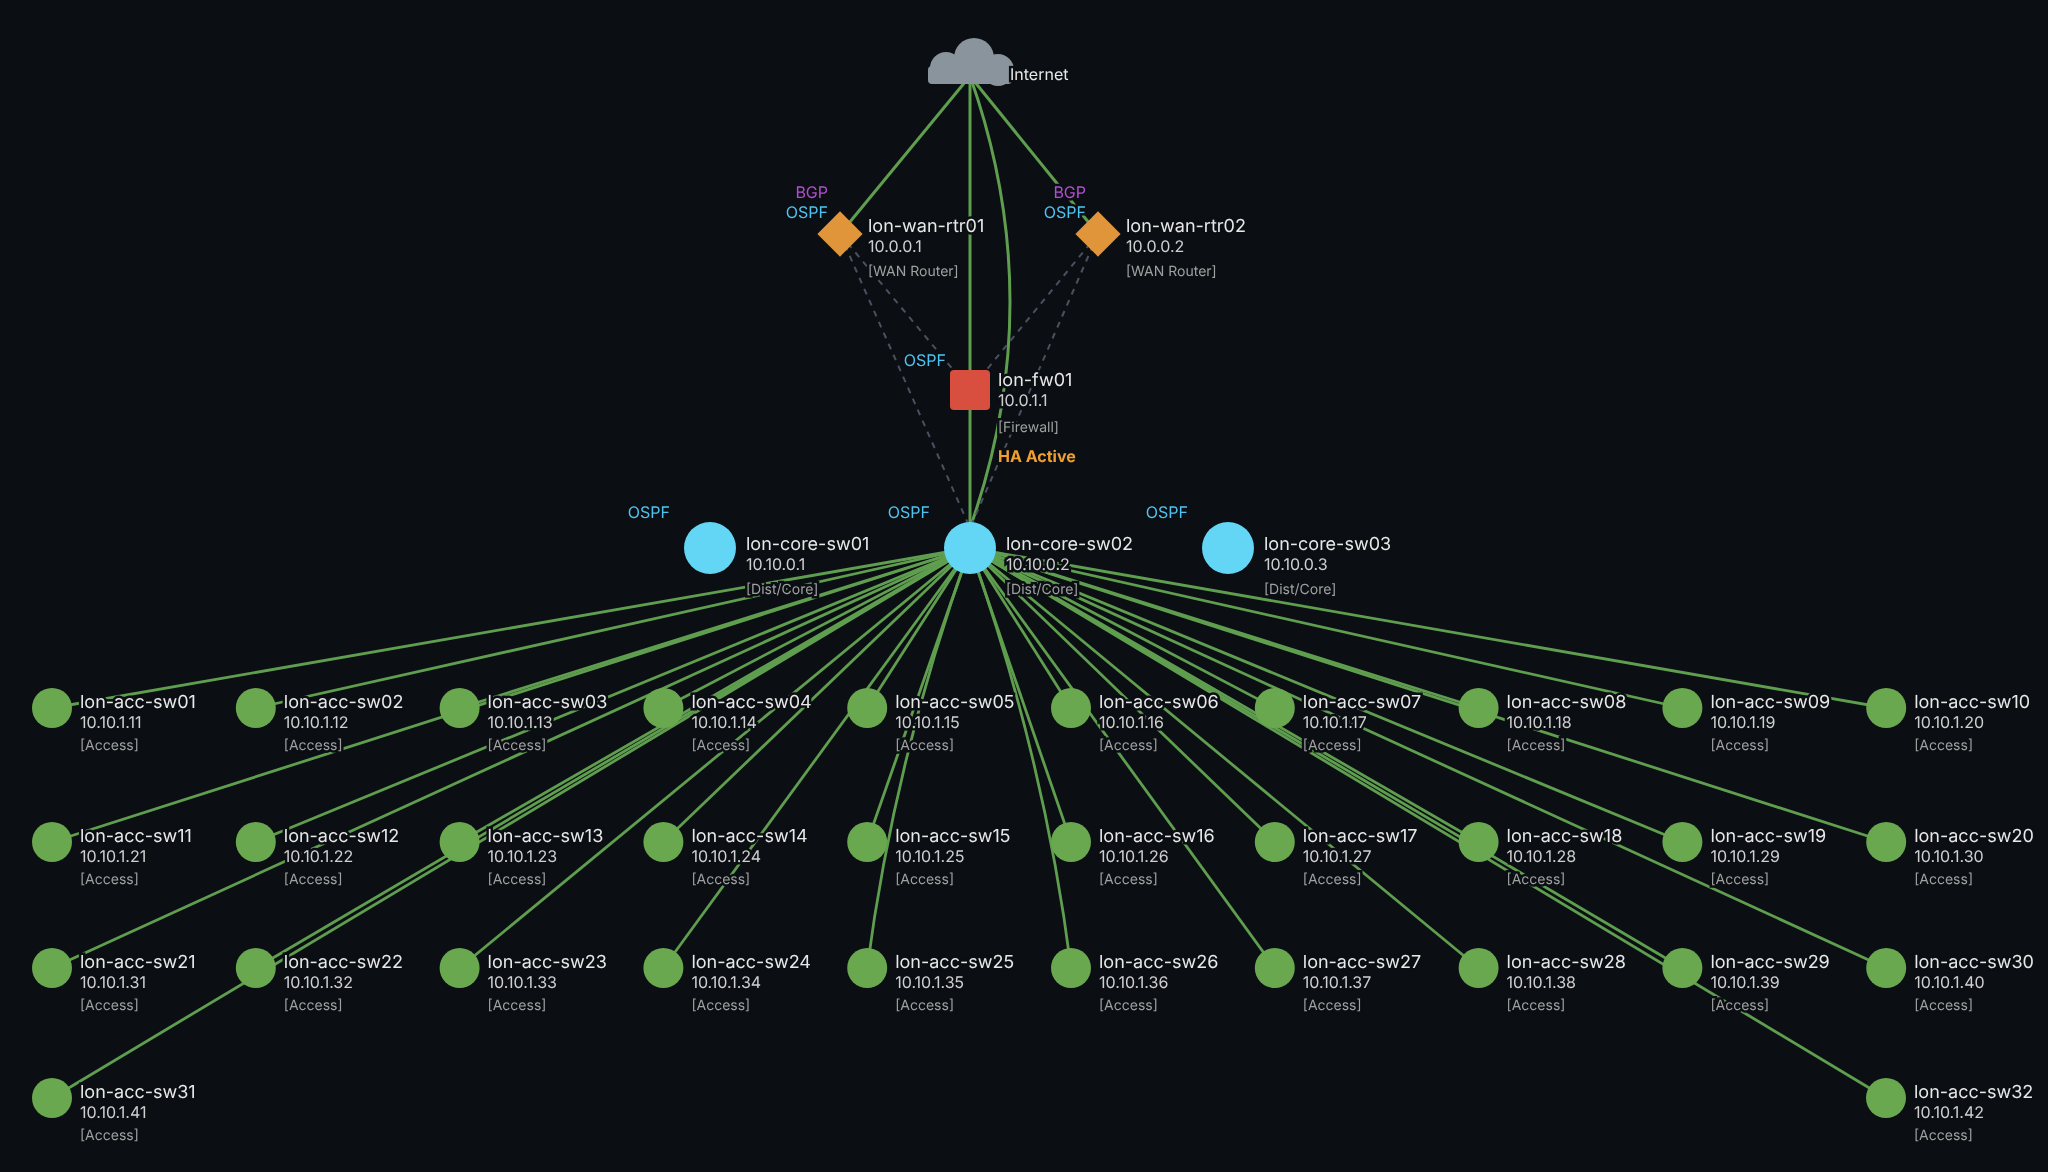 Internet
BGP
OSPF
lon-wan-rtr01
10.0.0.1
[WAN Router]
BGP
OSPF
lon-wan-rtr02
10.0.0.2
[WAN Router]
OSPF
lon-fw01
10.0.1.1
[Firewall]
HA Active
OSPF
lon-core-sw01
10.10.0.1
[Dist/Core]
OSPF
lon-core-sw02
10.10.0.2
[Dist/Core]
OSPF
lon-core-sw03
10.10.0.3
[Dist/Core]
lon-acc-sw01
10.10.1.11
[Access]
lon-acc-sw02
10.10.1.12
[Access]
lon-acc-sw03
10.10.1.13
[Access]
lon-acc-sw04
10.10.1.14
[Access]
lon-acc-sw05
10.10.1.15
[Access]
lon-acc-sw06
10.10.1.16
[Access]
lon-acc-sw07
10.10.1.17
[Access]
lon-acc-sw08
10.10.1.18
[Access]
lon-acc-sw09
10.10.1.19
[Access]
lon-acc-sw10
10.10.1.20
[Access]
lon-acc-sw11
10.10.1.21
[Access]
lon-acc-sw12
10.10.1.22
[Access]
lon-acc-sw13
10.10.1.23
[Access]
lon-acc-sw14
10.10.1.24
[Access]
lon-acc-sw15
10.10.1.25
[Access]
lon-acc-sw16
10.10.1.26
[Access]
lon-acc-sw17
10.10.1.27
[Access]
lon-acc-sw18
10.10.1.28
[Access]
lon-acc-sw19
10.10.1.29
[Access]
lon-acc-sw20
10.10.1.30
[Access]
lon-acc-sw21
10.10.1.31
[Access]
lon-acc-sw22
10.10.1.32
[Access]
lon-acc-sw23
10.10.1.33
[Access]
lon-acc-sw24
10.10.1.34
[Access]
lon-acc-sw25
10.10.1.35
[Access]
lon-acc-sw26
10.10.1.36
[Access]
lon-acc-sw27
10.10.1.37
[Access]
lon-acc-sw28
10.10.1.38
[Access]
lon-acc-sw29
10.10.1.39
[Access]
lon-acc-sw30
10.10.1.40
[Access]
lon-acc-sw31
10.10.1.41
[Access]
lon-acc-sw32
10.10.1.42
[Access]